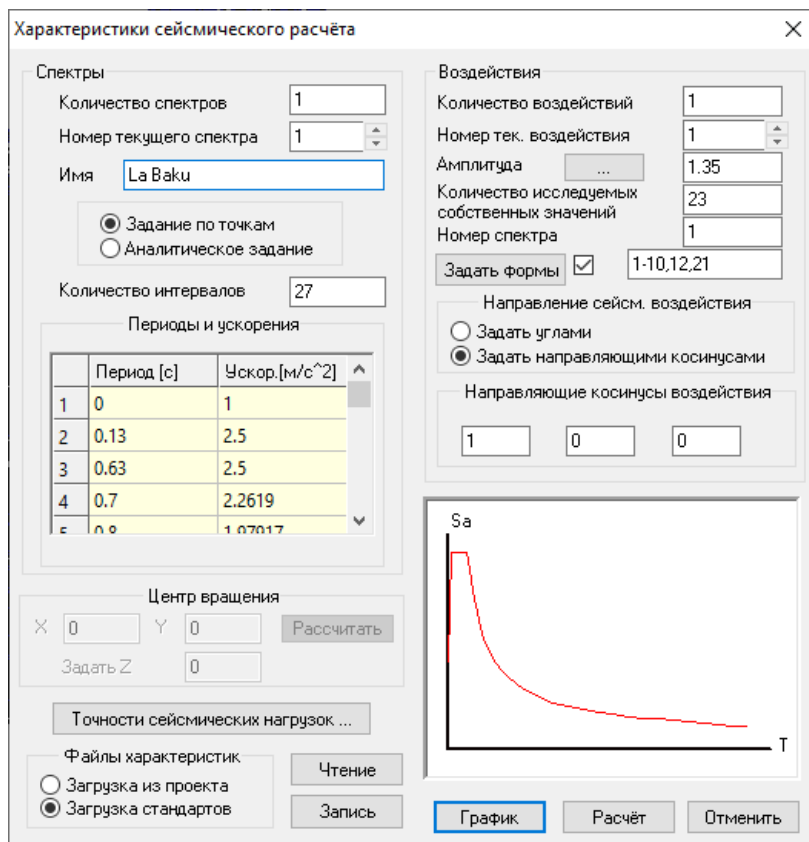 Характеристики сейсмического расчёта
Спектры
Количество спектров 1
Номер текущего спектра 1
Имя La Baku
Задание по точкам
Аналитическое задание
Количество интервалов 27
Периоды и ускорения
Период [с] Ускор.[м/с^2]
1 0 1
2 0.13 2.5
3 0.63 2.5
4 0.7 2.2619
5 0.8 1.97917
Центр вращения
X 0 Y 0 Рассчитать
Задать Z 0
Точности сейсмических нагрузок ...
Файлы характеристик
Загрузка из проекта
Загрузка стандартов
Чтение
Запись
Воздействия
Количество воздействий 1
Номер тек. воздействия 1
Амплитуда ... 1.35
Количество исследуемых
собственных значений 23
Номер спектра 1
Задать формы 1-10,12,21
Направление сейсм. воздействия
Задать углами
Задать направляющими косинусами
Направляющие косинусы воздействия
1 0 0
Sa
T
График Расчёт Отменить